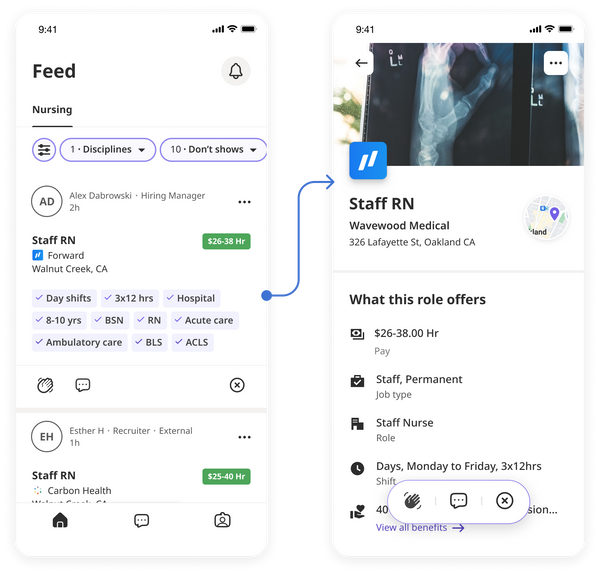 9:41
Feed
Nursing
1 · Disciplines
10 · Don't shows
AD
Alex Dabrowski · Hiring Manager
2h
Staff RN
$26-38 Hr
Forward
Walnut Creek, CA
Day shifts
3x12 hrs
Hospital
8-10 yrs
BSN
RN
Acute care
Ambulatory care
BLS
ACLS
EH
Esther H · Recruiter · External
1h
Staff RN
$25-40 Hr
Carbon Health
Walnut Creek, CA
9:41
L
L
Staff RN
Wavewood Medical
326 Lafayette St, Oakland CA
land
What this role offers
$26-38.00 Hr
Pay
Staff, Permanent
Job type
Staff Nurse
Role
Days, Monday to Friday, 3x12hrs
Shift
40
sion...
View all benefits